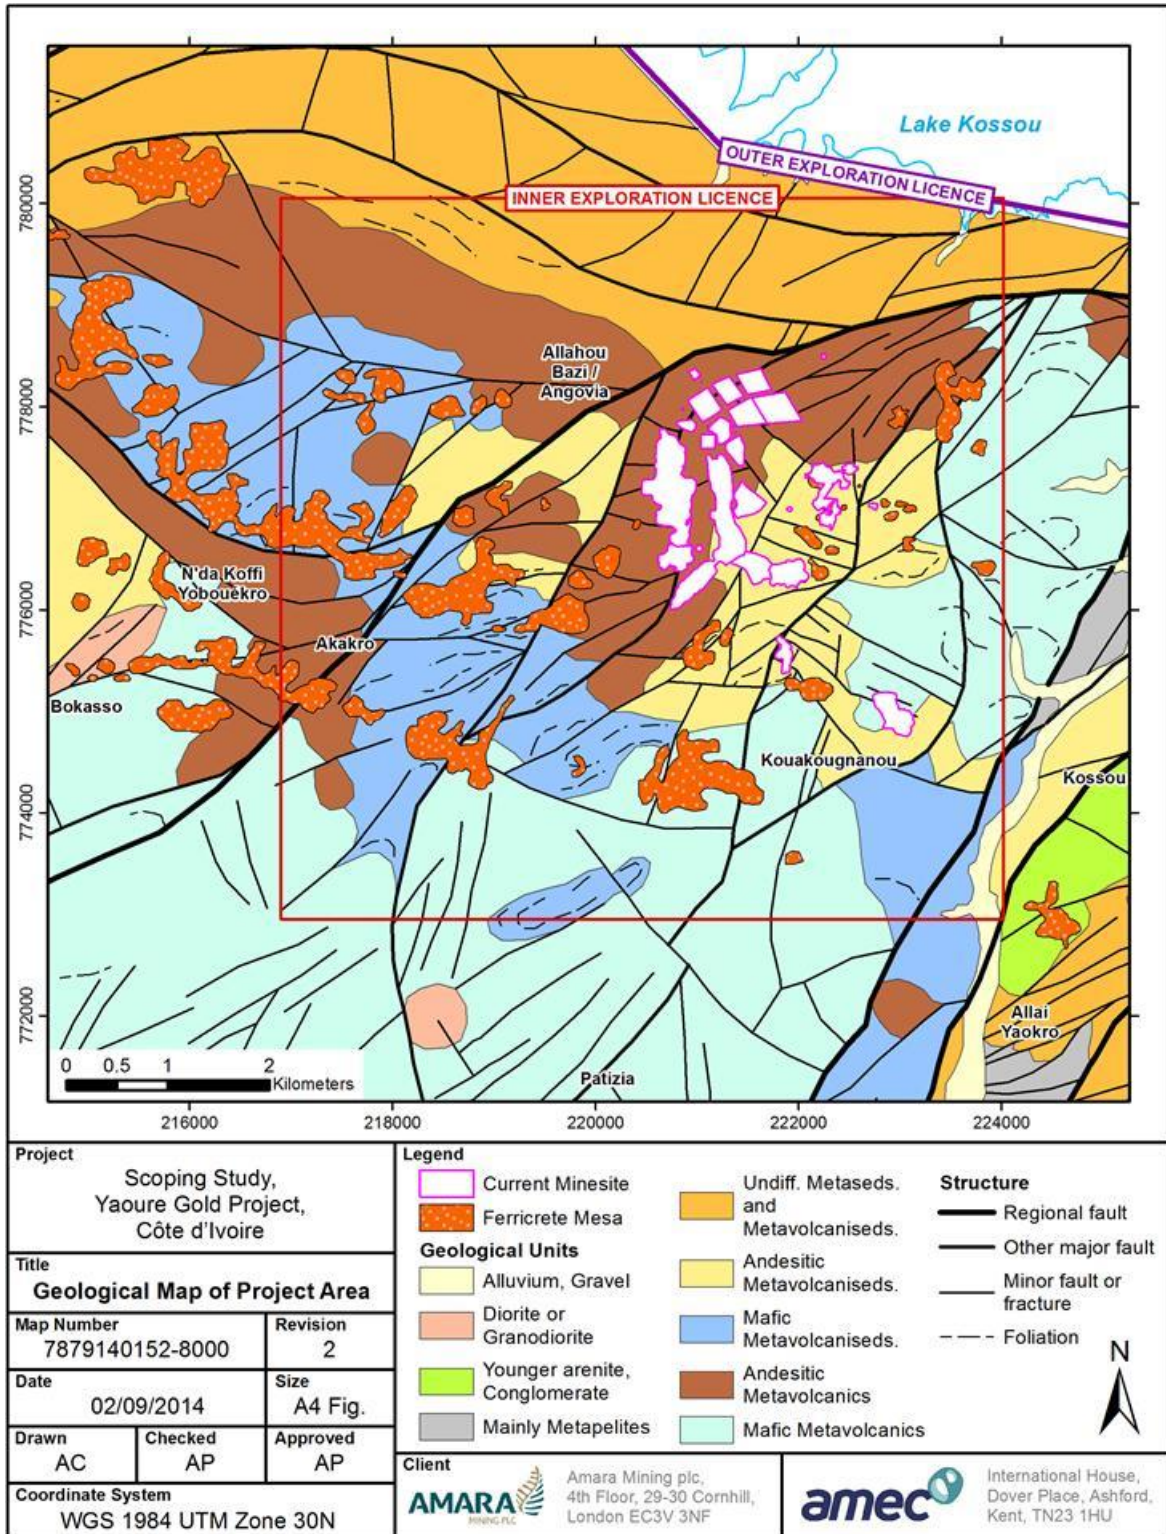 Lake Kossou
OUTER EXPLORATION LICENCE
INNER EXPLORATION LICENCE
780000
778000
776000
774000
772000
Allahou
Bazi /
Angovia
N'da Koffi
Yobouekro
Akakro
Bokasso
Kouakougnanou
Kossou
Allai
Yaokro
Patizia
0 0.5 1 2
Kilometers
216000 218000 220000 222000 224000
Project
Scoping Study,
Yaoure Gold Project,
Côte d'Ivoire
Title
Geological Map of Project Area
Map Number
7879140152-8000
Revision
2
Date
02/09/2014
Size
A4 Fig.
Drawn
AC
Checked
AP
Approved
AP
Coordinate System
WGS 1984 UTM Zone 30N
Legend
Current Minesite
Ferricrete Mesa
Geological Units
Alluvium, Gravel
Diorite or
Granodiorite
Younger arenite,
Conglomerate
Mainly Metapelites
Undiff. Metaseds.
and
Metavolcaniseds.
Andesitic
Metavolcaniseds.
Mafic
Metavolcaniseds.
Andesitic
Metavolcanics
Mafic Metavolcanics
Structure
Regional fault
Other major fault
Minor fault or
fracture
Foliation
N
Client
AMARA
MINING PLC
Amara Mining plc,
4th Floor, 29-30 Cornhill,
London EC3V 3NF
amec
International House,
Dover Place, Ashford,
Kent, TN23 1HU